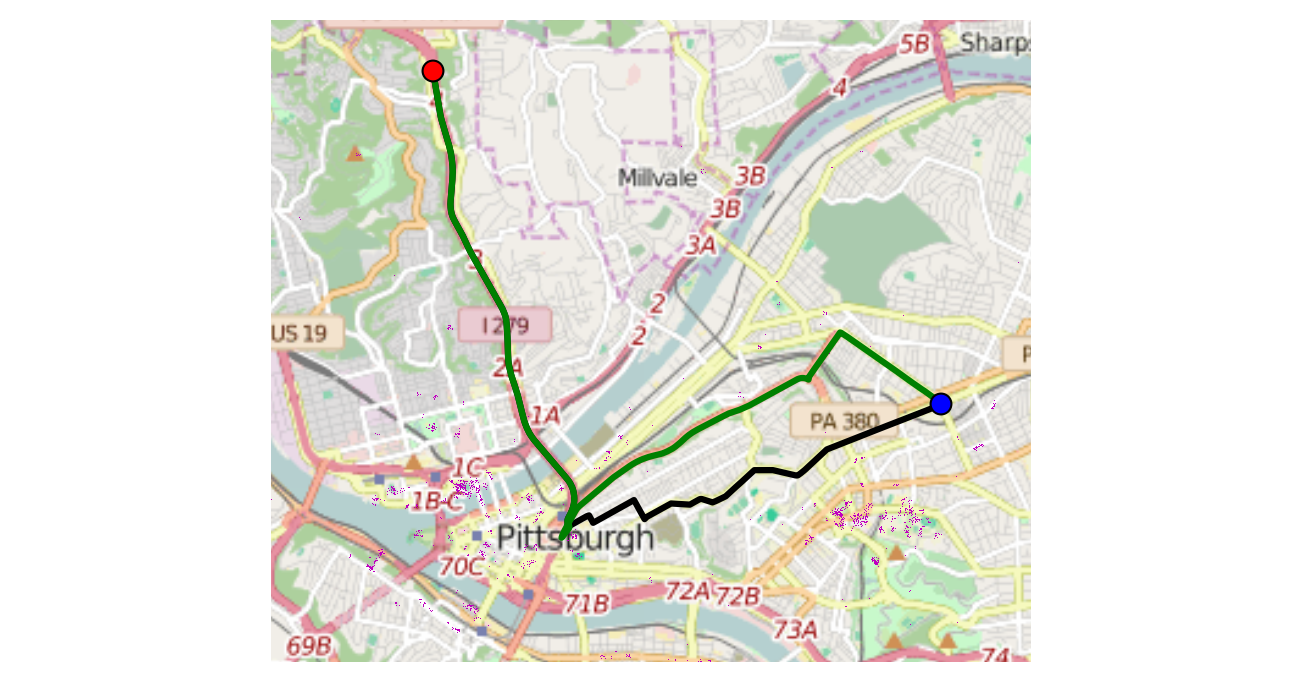 5B
Sharps
4
Millvale
3B
3B
3A
3
2
US 19
I 279
2
2A
1A
PA 380
1C
1B-C
Pittsburgh
70C
71B
72A
72B
73A
69B
74